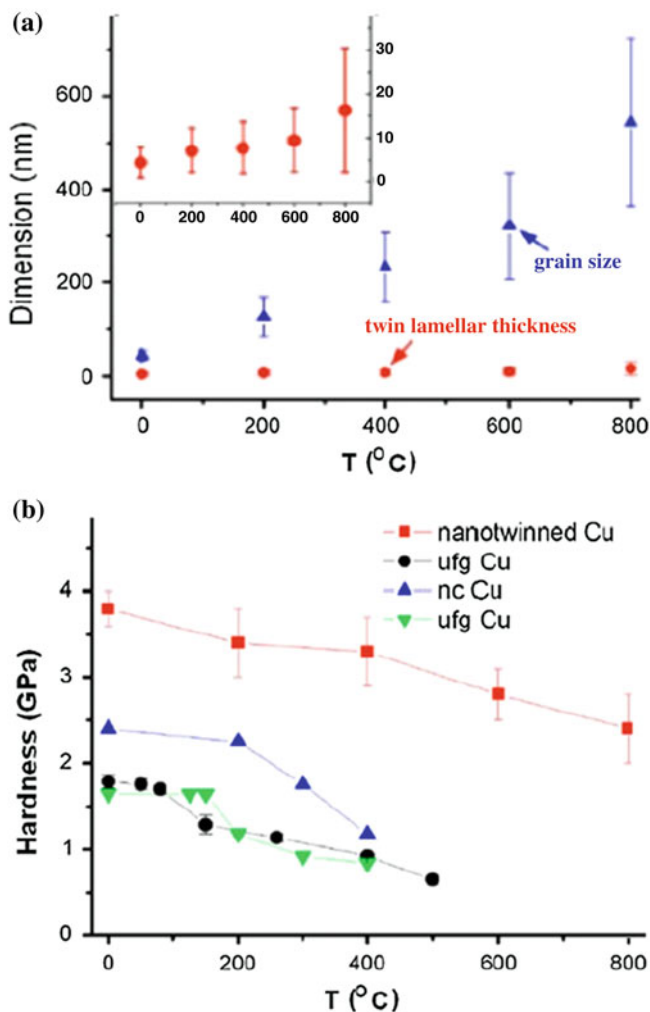 (a)
Dimension (nm)
600
400
200
0
30
20
10
0
0 200 400 600 800
grain size
twin lamellar thickness
0 200 400 600 800
T (°C)
(b)
Hardness (GPa)
4
3
2
1
0
nanotwinned Cu
ufg Cu
nc Cu
ufg Cu
0 200 400 600 800
T (°C)